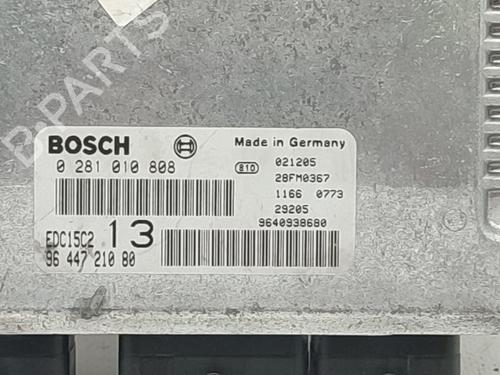 B-PARTS
BOSCH
Made in Germany
0 281 010 808
810
021205
28FM0367
1166 0773
29205
9640938680
EDC15C2 13
96 447 210 80